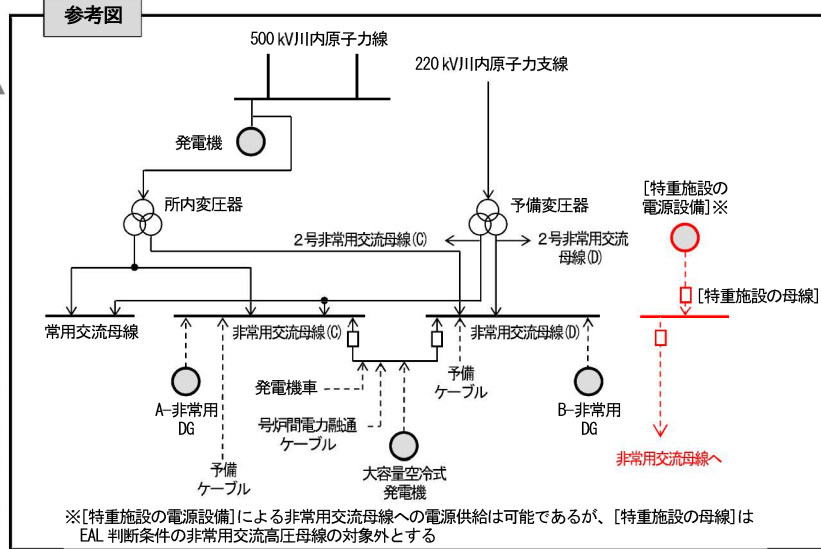 参考図
500 kV川内原子力線
220 kV川内原子力支線
発電機
所内変圧器
予備変圧器
[特重施設の
電源設備]※
2号非常用交流母線(C)
2号非常用交流
母線(D)
[特重施設の母線]
常用交流母線
非常用交流母線(C)
非常用交流母線(D)
発電機車
予備
ケーブル
A-非常用
DG
号炉間電力融通
ケーブル
B-非常用
DG
予備
ケーブル
大容量空冷式
発電機
非常用交流母線へ
※[特重施設の電源設備]による非常用交流母線への電源供給は可能であるが、[特重施設の母線]は
EAL 判断条件の非常用交流高圧母線の対象外とする